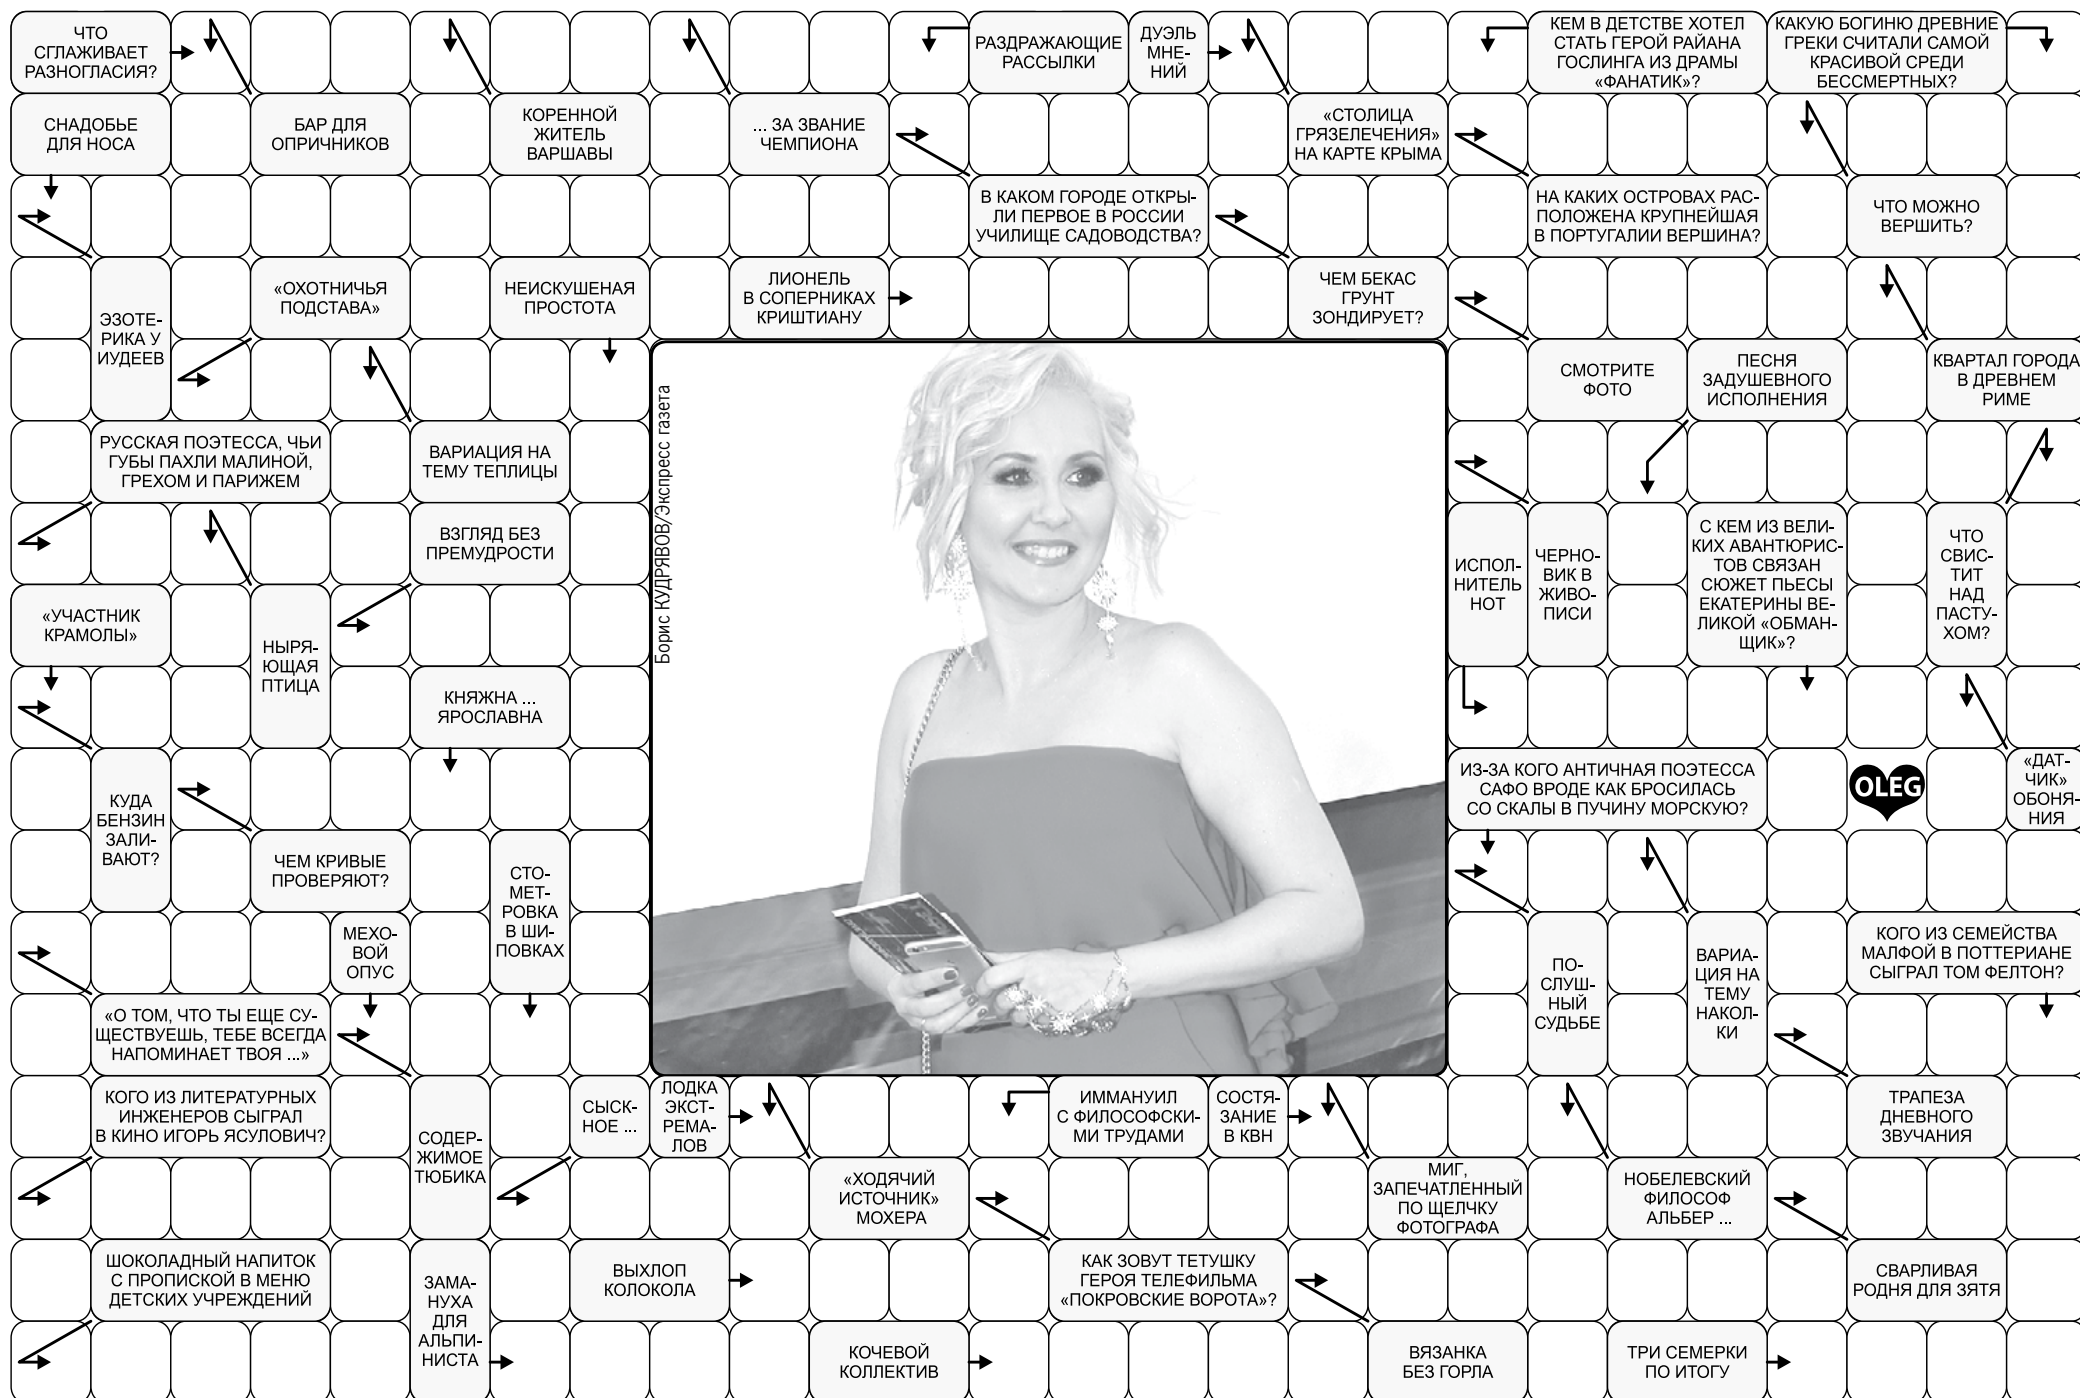 ЧТО
СГЛАЖИВАЕТ
РАЗНОГЛАСИЯ?
РАЗДРАЖАЮЩИЕ
РАССЫЛКИ
ДУЭЛЬ
МНЕ-
НИЙ
КЕМ В ДЕТСТВЕ ХОТЕЛ
СТАТЬ ГЕРОЙ РАЙАНА
ГОСЛИНГА ИЗ ДРАМЫ
«ФАНАТИК»?
КАКУЮ БОГИНЮ ДРЕВНИЕ
ГРЕКИ СЧИТАЛИ САМОЙ
КРАСИВОЙ СРЕДИ
БЕССМЕРТНЫХ?
СНАДОБЬЕ
ДЛЯ НОСА
БАР ДЛЯ
ОПРИЧНИКОВ
КОРЕННОЙ
ЖИТЕЛЬ
ВАРШАВЫ
... ЗА ЗВАНИЕ
ЧЕМПИОНА
«СТОЛИЦА
ГРЯЗЕЛЕЧЕНИЯ»
НА КАРТЕ КРЫМА
В КАКОМ ГОРОДЕ ОТКРЫ-
ЛИ ПЕРВОЕ В РОССИИ
УЧИЛИЩЕ САДОВОДСТВА?
НА КАКИХ ОСТРОВАХ РАС-
ПОЛОЖЕНА КРУПНЕЙШАЯ
В ПОРТУГАЛИИ ВЕРШИНА?
ЧТО МОЖНО
ВЕРШИТЬ?
ЭЗОТЕ-
РИКА У
ИУДЕЕВ
«ОХОТНИЧЬЯ
ПОДСТАВА»
НЕИСКУШЕНАЯ
ПРОСТОТА
ЛИОНЕЛЬ
В СОПЕРНИКАХ
КРИШТИАНУ
ЧЕМ БЕКАС
ГРУНТ
ЗОНДИРУЕТ?
СМОТРИТЕ
ФОТО
ПЕСНЯ
ЗАДУШЕВНОГО
ИСПОЛНЕНИЯ
КВАРТАЛ ГОРОДА
В ДРЕВНЕМ
РИМЕ
РУССКАЯ ПОЭТЕССА, ЧЬИ
ГУБЫ ПАХЛИ МАЛИНОЙ,
ГРЕХОМ И ПАРИЖЕМ
ВАРИАЦИЯ НА
ТЕМУ ТЕПЛИЦЫ
Борис КУДРЯВОВ/Экспресс газета
ВЗГЛЯД БЕЗ
ПРЕМУДРОСТИ
ИСПОЛ-
НИТЕЛЬ
НОТ
ЧЕРНО-
ВИК В
ЖИВО-
ПИСИ
С КЕМ ИЗ ВЕЛИ-
КИХ АВАНТЮРИС-
ТОВ СВЯЗАН
СЮЖЕТ ПЬЕСЫ
ЕКАТЕРИНЫ ВЕ-
ЛИКОЙ «ОБМАН-
ЩИК»?
ЧТО
СВИС-
ТИТ
НАД
ПАСТУ-
ХОМ?
«УЧАСТНИК
КРАМОЛЫ»
НЫРЯ-
ЮЩАЯ
ПТИЦА
КНЯЖНА ...
ЯРОСЛАВНА
КУДА
БЕНЗИН
ЗАЛИ-
ВАЮТ?
ИЗ-ЗА КОГО АНТИЧНАЯ ПОЭТЕССА
САФО ВРОДЕ КАК БРОСИЛАСЬ
СО СКАЛЫ В ПУЧИНУ МОРСКУЮ?
OLEG
«ДАТ-
ЧИК»
ОБОНЯ-
НИЯ
ЧЕМ КРИВЫЕ
ПРОВЕРЯЮТ?
СТО-
МЕТ-
РОВКА
В ШИ-
ПОВКАХ
МЕХО-
ВОЙ
ОПУС
ПО-
СЛУШ-
НЫЙ
СУДЬБЕ
ВАРИА-
ЦИЯ НА
ТЕМУ
НАКОЛ-
КИ
КОГО ИЗ СЕМЕЙСТВА
МАЛФОЙ В ПОТТЕРИАНЕ
СЫГРАЛ ТОМ ФЕЛТОН?
«О ТОМ, ЧТО ТЫ ЕЩЕ СУ-
ЩЕСТВУЕШЬ, ТЕБЕ ВСЕГДА
НАПОМИНАЕТ ТВОЯ ...»
КОГО ИЗ ЛИТЕРАТУРНЫХ
ИНЖЕНЕРОВ СЫГРАЛ
В КИНО ИГОРЬ ЯСУЛОВИЧ?
СОДЕР-
ЖИМОЕ
ТЮБИКА
СЫСК-
НОЕ ...
ЛОДКА
ЭКСТ-
РЕМА-
ЛОВ
ИММАНУИЛ
С ФИЛОСОФСКИ-
МИ ТРУДАМИ
СОСТЯ-
ЗАНИЕ
В КВН
ТРАПЕЗА
ДНЕВНОГО
ЗВУЧАНИЯ
«ХОДЯЧИЙ
ИСТОЧНИК»
МОХЕРА
МИГ,
ЗАПЕЧАТЛЕННЫЙ
ПО ЩЕЛЧКУ
ФОТОГРАФА
НОБЕЛЕВСКИЙ
ФИЛОСОФ
АЛЬБЕР ...
ШОКОЛАДНЫЙ НАПИТОК
С ПРОПИСКОЙ В МЕНЮ
ДЕТСКИХ УЧРЕЖДЕНИЙ
ЗАМА-
НУХА
ДЛЯ
АЛЬПИ-
НИСТА
ВЫХЛОП
КОЛОКОЛА
КАК ЗОВУТ ТЕТУШКУ
ГЕРОЯ ТЕЛЕФИЛЬМА
«ПОКРОВСКИЕ ВОРОТА»?
СВАРЛИВАЯ
РОДНЯ ДЛЯ ЗЯТЯ
КОЧЕВОЙ
КОЛЛЕКТИВ
ВЯЗАНКА
БЕЗ ГОРЛА
ТРИ СЕМЕРКИ
ПО ИТОГУ